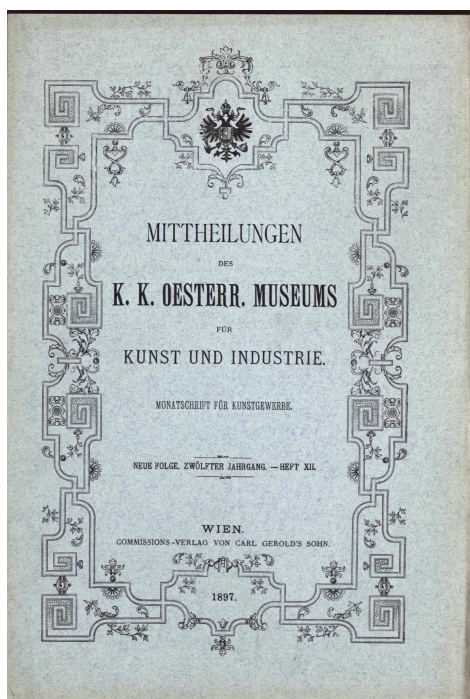 MITTHEILUNGEN
DES
K. K. OESTERR. MUSEUMS
FÜR
KUNST UND INDUSTRIE.
MONATSCHRIFT FÜR KUNSTGEWERBE.
NEUE FOLGE. ZWÖLFTER JAHRGANG. — HEFT XII.
WIEN.
COMMISSIONS-VERLAG VON CARL GEROLD'S SOHN.
1897.